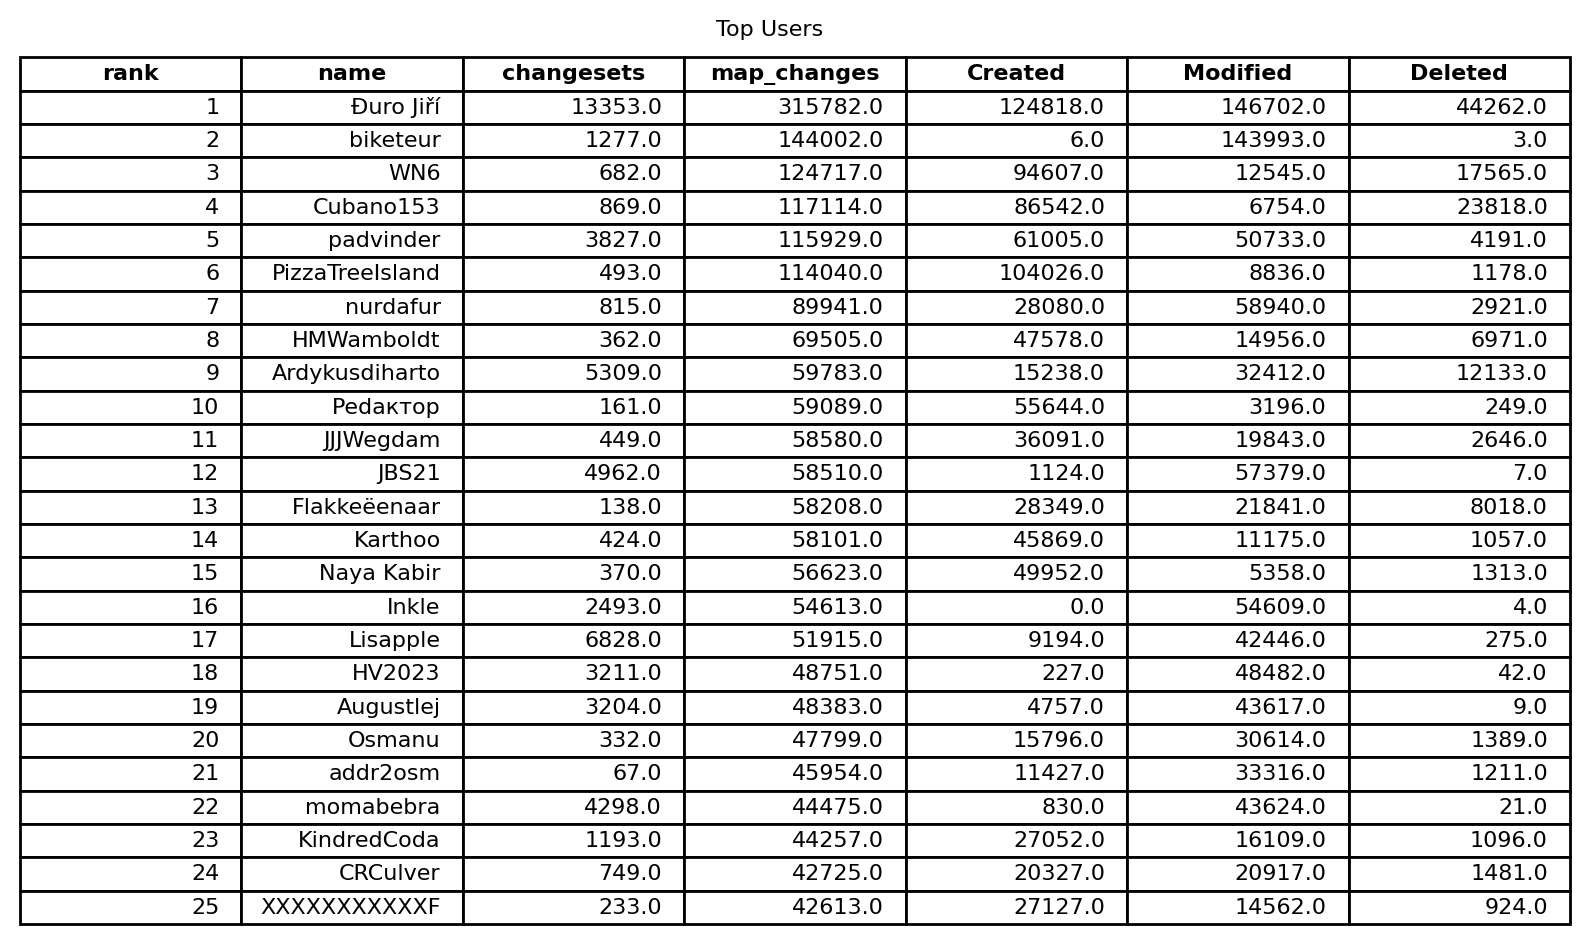 Top Users
rank name changesets map_changes Created Modified Deleted
1 Đuro Jiří 13353.0 315782.0 124818.0 146702.0 44262.0
2 biketeur 1277.0 144002.0 6.0 143993.0 3.0
3 WN6 682.0 124717.0 94607.0 12545.0 17565.0
4 Cubano153 869.0 117114.0 86542.0 6754.0 23818.0
5 padvinder 3827.0 115929.0 61005.0 50733.0 4191.0
6 PizzaTreeIsland 493.0 114040.0 104026.0 8836.0 1178.0
7 nurdafur 815.0 89941.0 28080.0 58940.0 2921.0
8 HMWamboldt 362.0 69505.0 47578.0 14956.0 6971.0
9 Ardykusdiharto 5309.0 59783.0 15238.0 32412.0 12133.0
10 Pedaктор 161.0 59089.0 55644.0 3196.0 249.0
11 JJJWegdam 449.0 58580.0 36091.0 19843.0 2646.0
12 JBS21 4962.0 58510.0 1124.0 57379.0 7.0
13 Flakkeëenaar 138.0 58208.0 28349.0 21841.0 8018.0
14 Karthoo 424.0 58101.0 45869.0 11175.0 1057.0
15 Naya Kabir 370.0 56623.0 49952.0 5358.0 1313.0
16 Inkle 2493.0 54613.0 0.0 54609.0 4.0
17 Lisapple 6828.0 51915.0 9194.0 42446.0 275.0
18 HV2023 3211.0 48751.0 227.0 48482.0 42.0
19 Augustlej 3204.0 48383.0 4757.0 43617.0 9.0
20 Osmanu 332.0 47799.0 15796.0 30614.0 1389.0
21 addr2osm 67.0 45954.0 11427.0 33316.0 1211.0
22 momabebra 4298.0 44475.0 830.0 43624.0 21.0
23 KindredCoda 1193.0 44257.0 27052.0 16109.0 1096.0
24 CRCulver 749.0 42725.0 20327.0 20917.0 1481.0
25 XXXXXXXXXXXF 233.0 42613.0 27127.0 14562.0 924.0